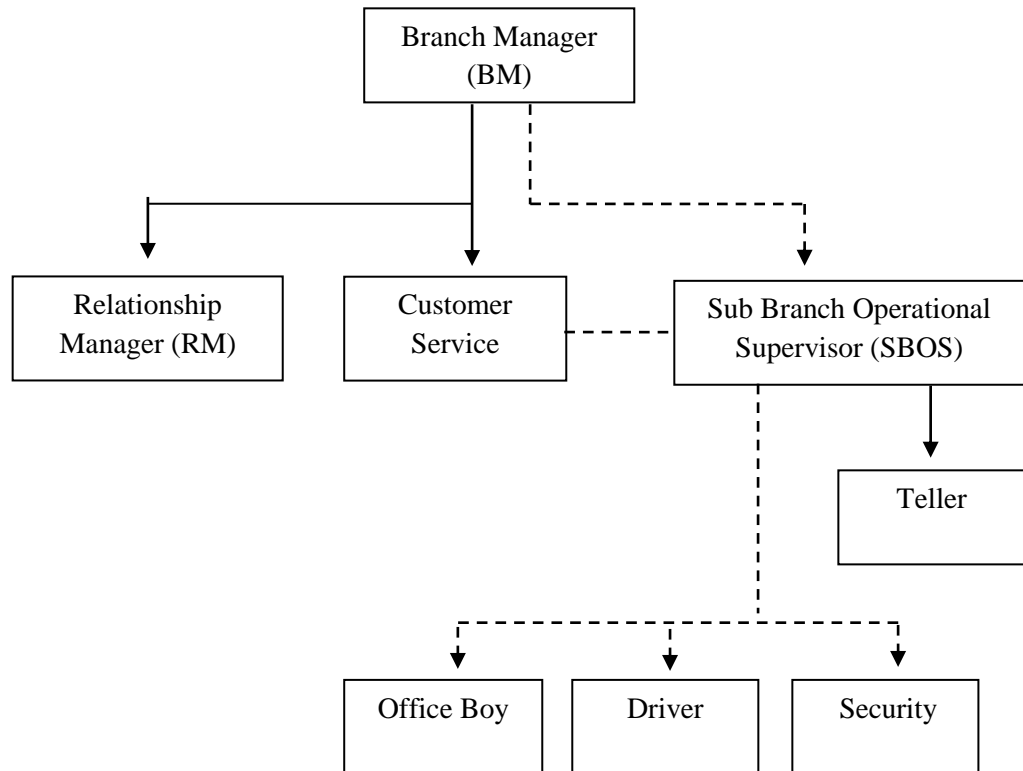 Branch Manager
(BM)
Relationship
Manager (RM)
Customer
Service
Sub Branch Operational
Supervisor (SBOS)
Teller
Office Boy
Driver
Security